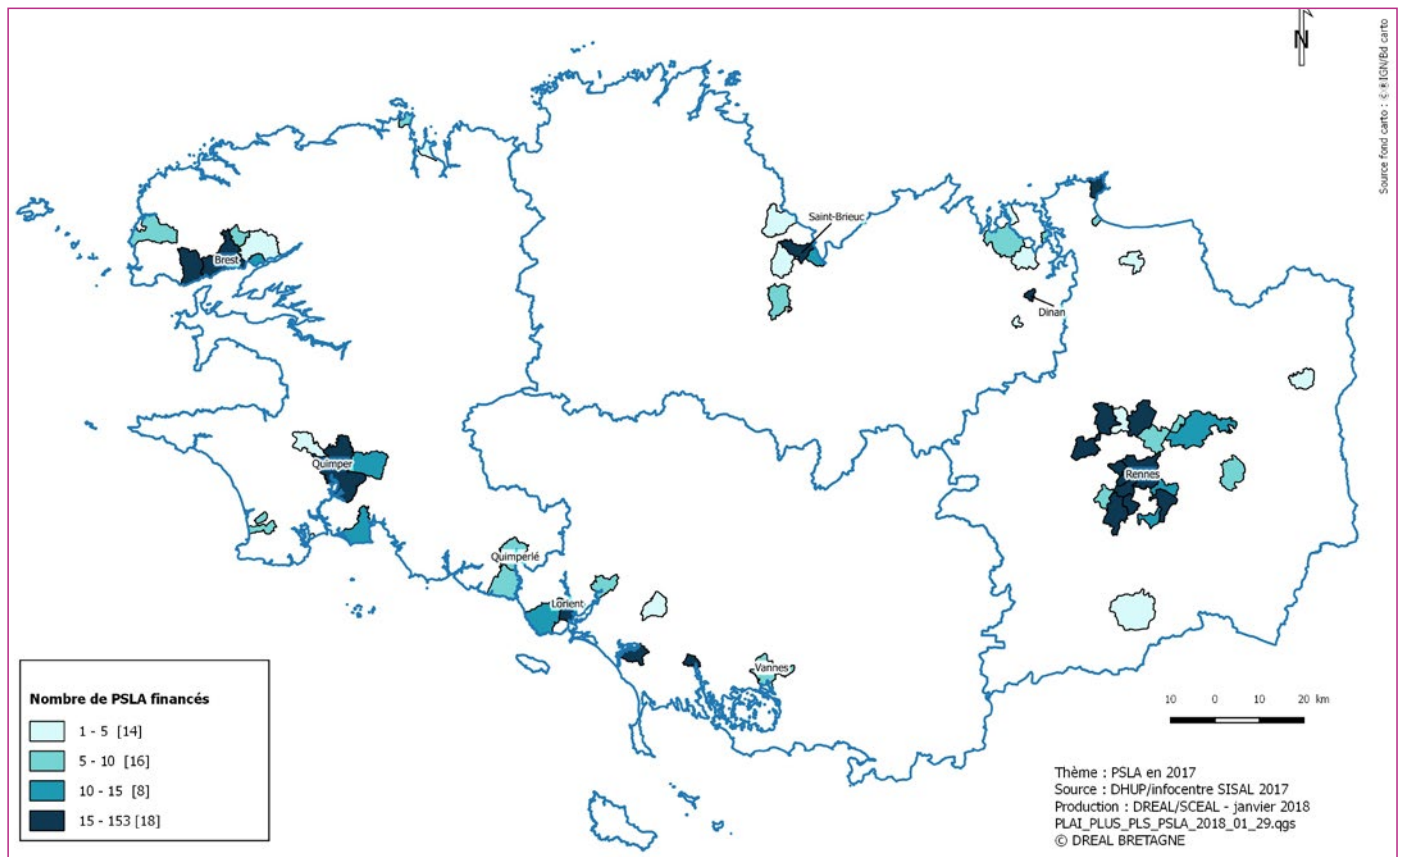 N
Source fond carto : ©®IGN/Bd carto
Saint-Brieuc
Brest
Dinan
Quimper
Rennes
Quimperlé
Lorient
Vannes
Nombre de PSLA financés
1 - 5 [14]
5 - 10 [16]
10 - 15 [8]
15 - 153 [18]
10 0 10 20 km
Thème : PSLA en 2017
Source : DHUP/infocentre SISAL 2017
Production : DREAL/SCEAL - janvier 2018
PLAI_PLUS_PLS_PSLA_2018_01_29.qgs
© DREAL BRETAGNE